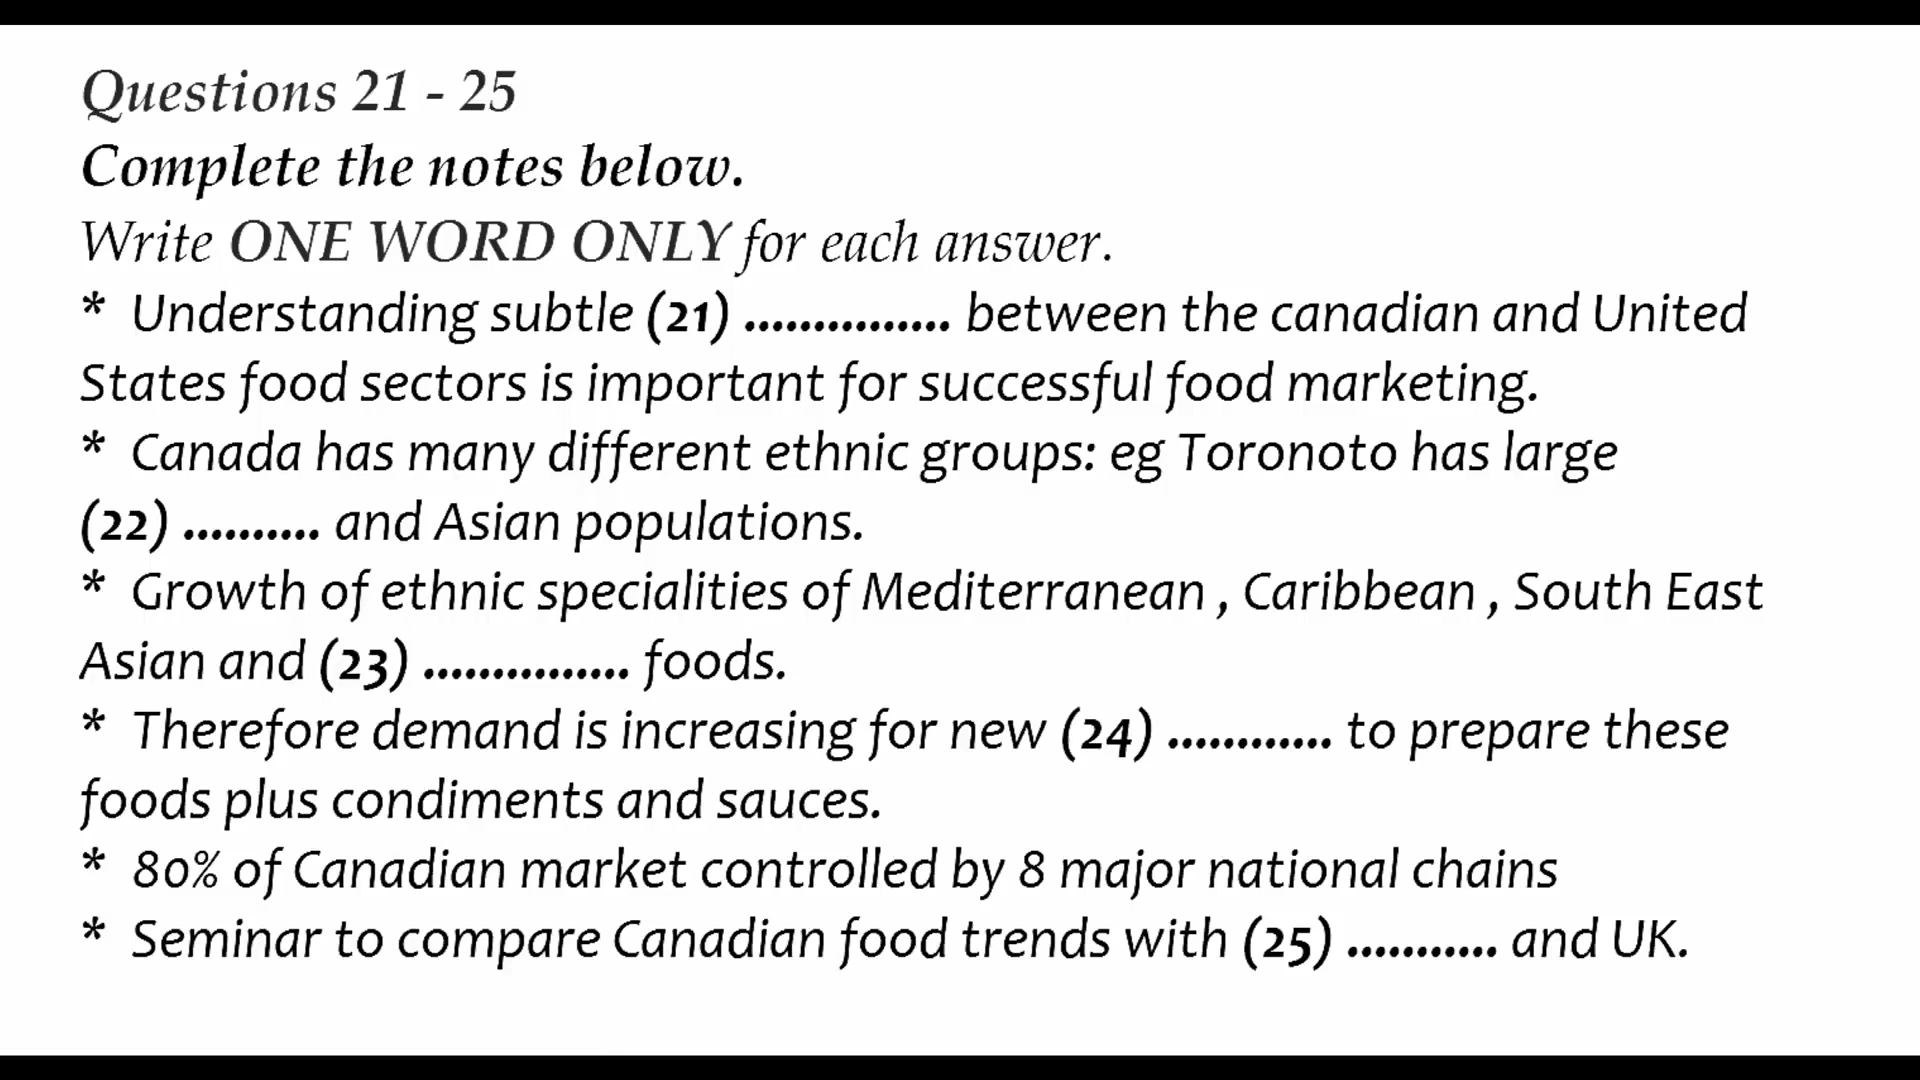 Questions 21 - 25
Complete the notes below.
Write ONE WORD ONLY for each answer.
* Understanding subtle (21) ............... between the canadian and United
States food sectors is important for successful food marketing.
* Canada has many different ethnic groups: eg Toronoto has large
(22) .......... and Asian populations.
* Growth of ethnic specialities of Mediterranean , Caribbean , South East
Asian and (23) ............... foods.
* Therefore demand is increasing for new (24) ............ to prepare these
foods plus condiments and sauces.
* 80% of Canadian market controlled by 8 major national chains
* Seminar to compare Canadian food trends with (25) ........... and UK.